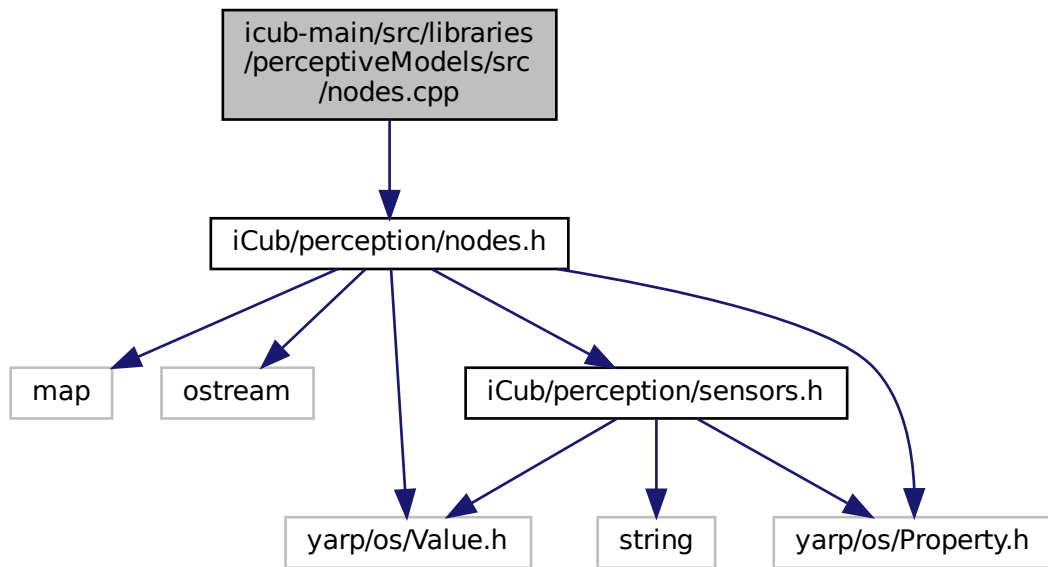 icub-main/src/libraries
/perceptiveModels/src
/nodes.cpp
iCub/perception/nodes.h
map
ostream
iCub/perception/sensors.h
yarp/os/Value.h
string
yarp/os/Property.h